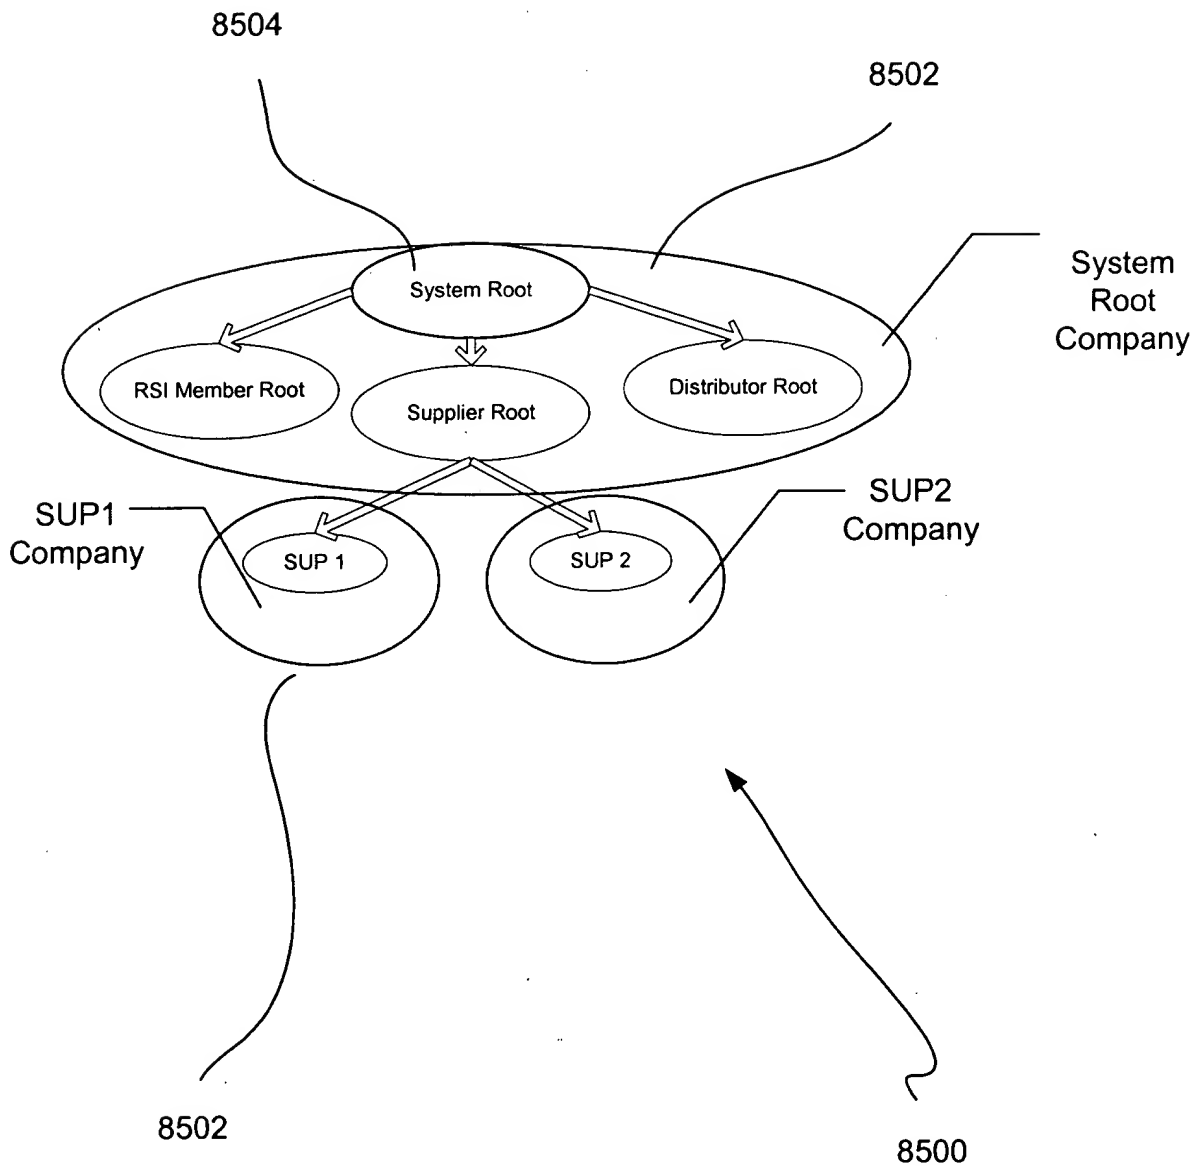 8504
8502
System Root
System
Root
Company
RSI Member Root
Supplier Root
Distributor Root
SUP1
Company
SUP2
Company
SUP 1
SUP 2
8502
8500